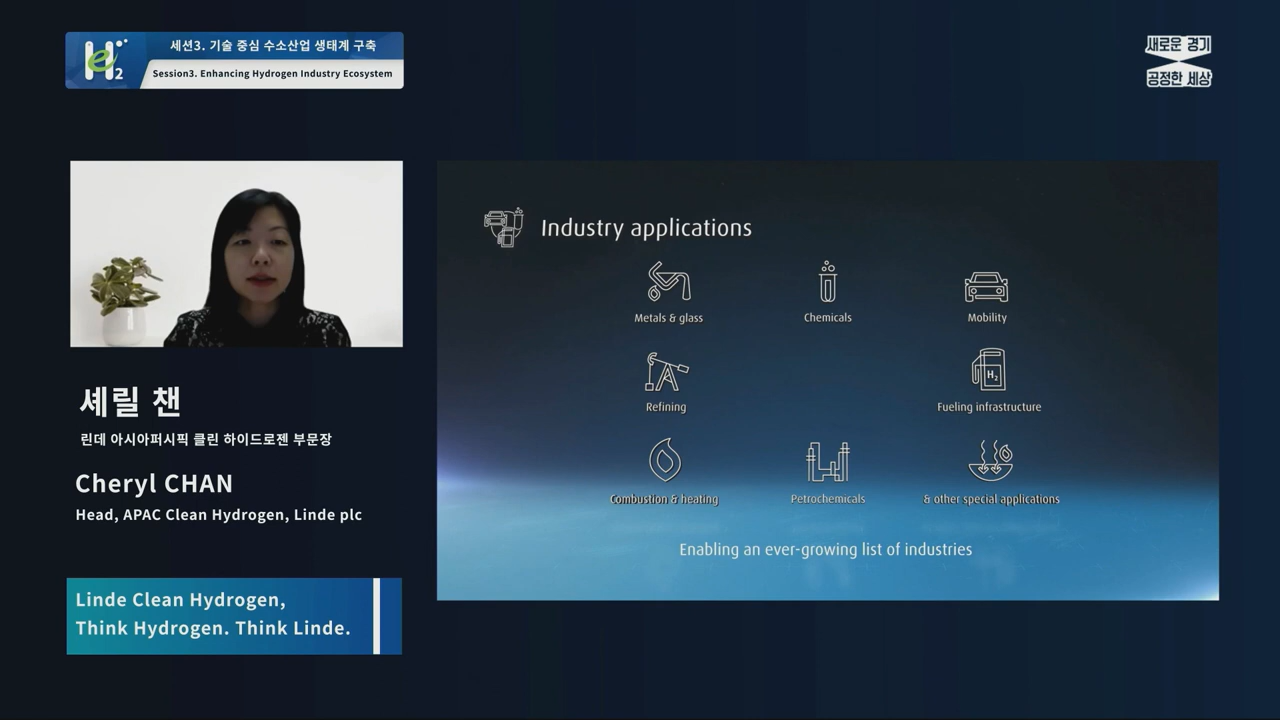 H2
e
세션3. 기술 중심 수소산업 생태계 구축
Session3. Enhancing Hydrogen Industry Ecosystem
새로운 경기
공정한 세상
셰릴 챈
린데 아시아퍼시픽 클린 하이드로젠 부문장
Cheryl CHAN
Head, APAC Clean Hydrogen, Linde plc
Linde Clean Hydrogen,
Think Hydrogen. Think Linde.
Industry applications
Metals & glass
Chemicals
Mobility
Refining
H2
Fueling infrastructure
Combustion & heating
Petrochemicals
& other special applications
Enabling an ever-growing list of industries